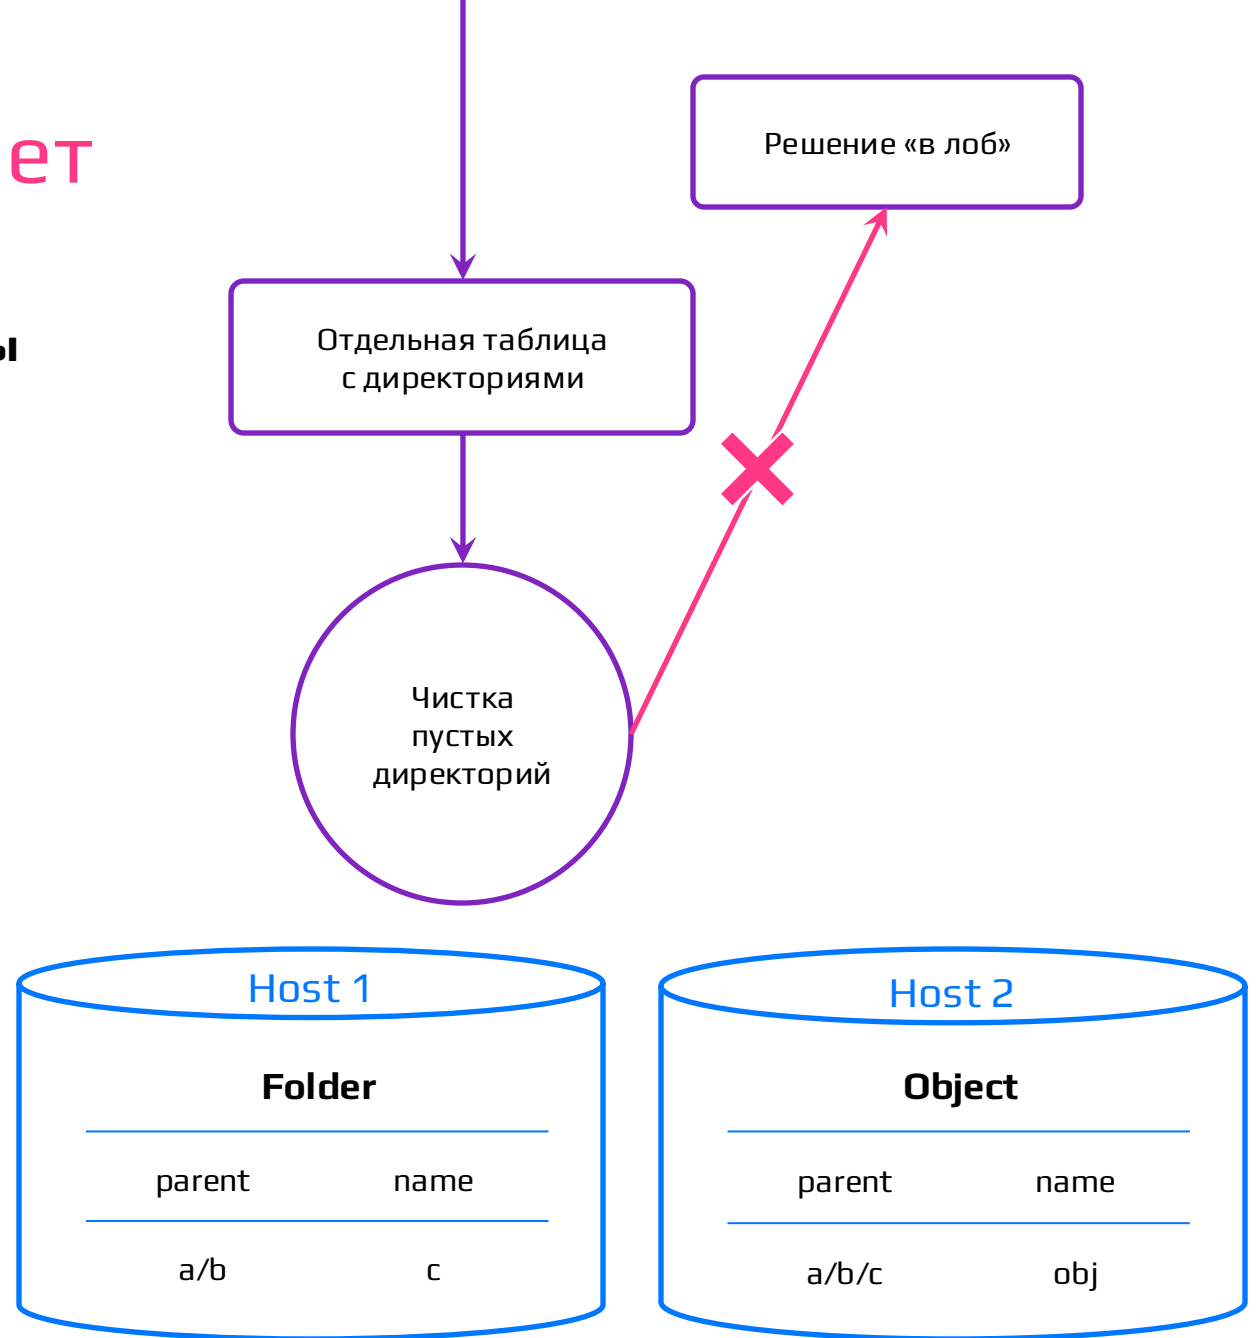 Решение «в лоб»
ет
Отдельная таблица
с директориями
ы
Чистка
пустых
директорий
Host 1
Host 2
Folder
Object
parent name
parent name
a/b c
a/b/c obj